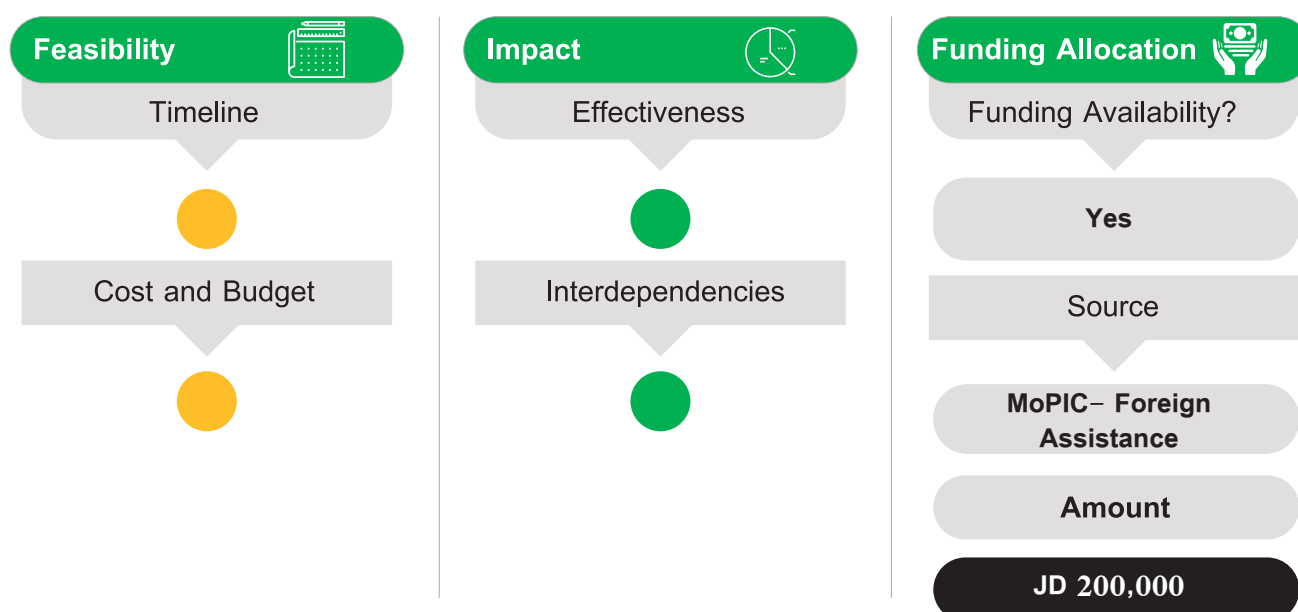 Feasibility
Timeline
Cost and Budget
Impact
Effectiveness
Interdependencies
Funding Allocation
Funding Availability?
Yes
Source
MoPIC– Foreign
Assistance
Amount
JD 200,000